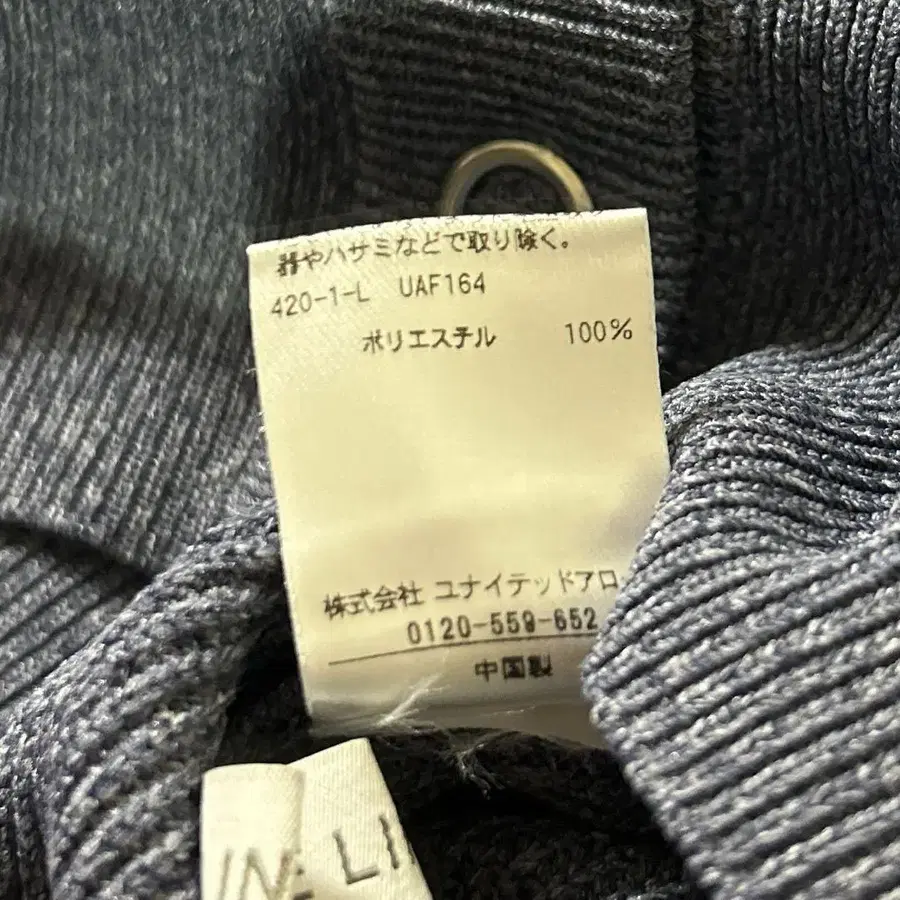 器やハサミなどで取り除く。
420-1-L UAF164
ポリエステル 100%
株式会社 ユナイテッドアロ
0120-559-652
中国製